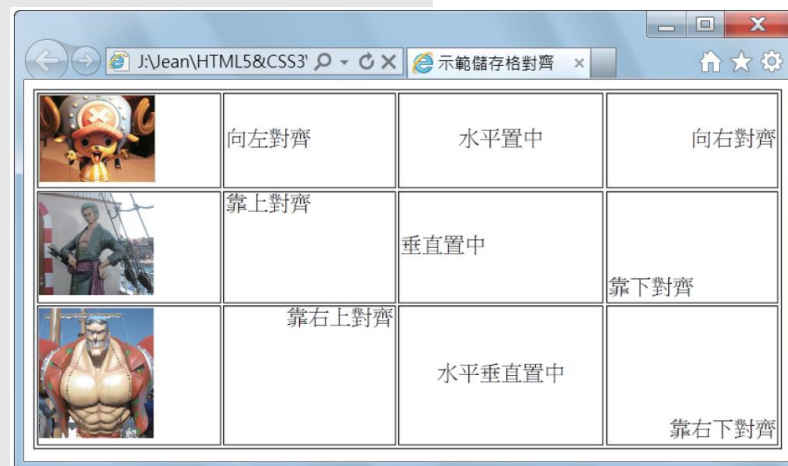 J:\Jean\HTML5&CSS3\
示範儲存格對齊
向左對齊
水平置中
向右對齊
靠上對齊
垂直置中
靠下對齊
靠右上對齊
水平垂直置中
靠右下對齊